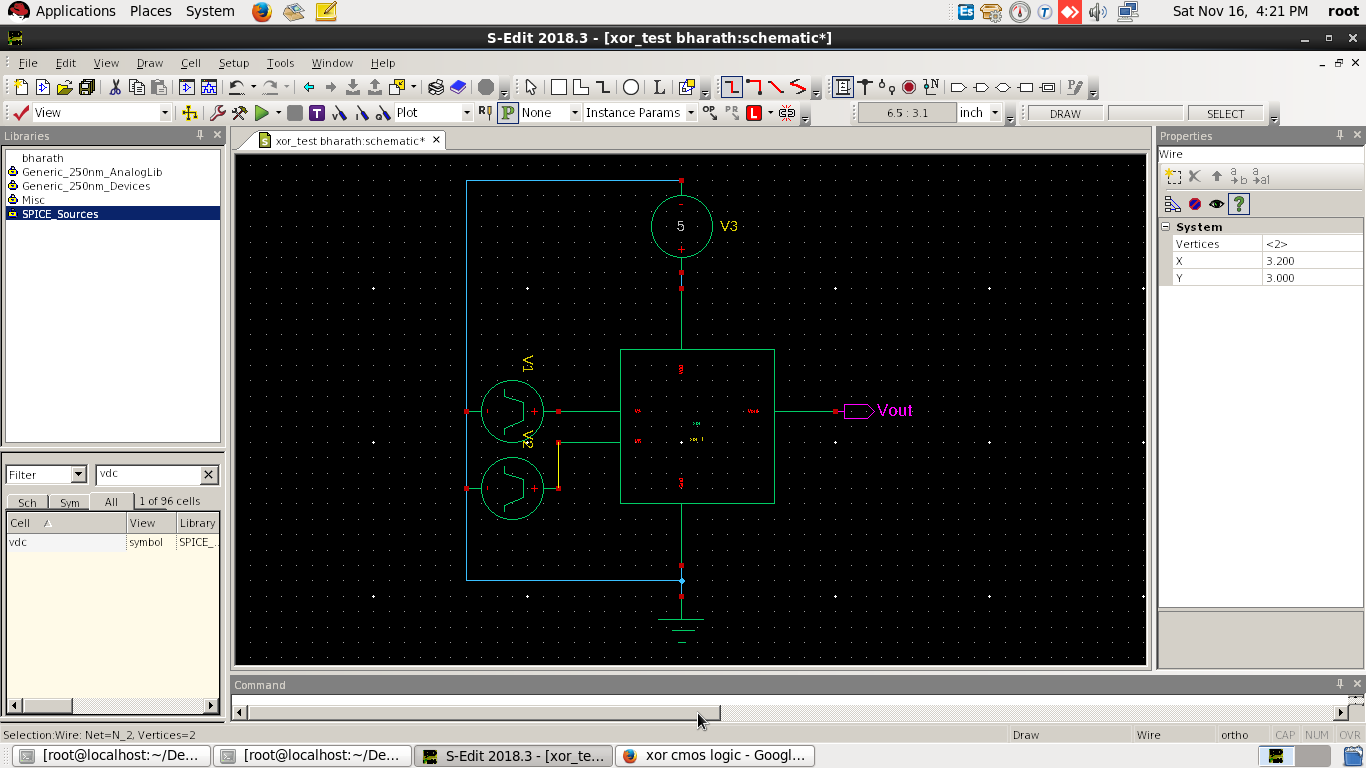 Applications Places System Sat Nov 16, 4:21 PM root
S-Edit 2018.3 - [xor_test bharath:schematic*]
File Edit View Draw Cell Setup Tools Window Help
View Plot None Instance Params 6.5 : 3.1 inch DRAW SELECT
Libraries
bharath
Generic_250nm_AnalogLib
Generic_250nm_Devices
Misc
SPICE_Sources
Filter vdc
Sch Sym All 1 of 96 cells
Cell View Library
vdc symbol SPICE_...
xor_test bharath:schematic*
5 V3
V1
V2
Vout
Properties
Wire
System
Vertices <2>
X 3.200
Y 3.000
Command
Selection:Wire: Net=N_2, Vertices=2 Draw Wire ortho CAP NUM OVR
[root@localhost:~/De... [root@localhost:~/De... S-Edit 2018.3 - [xor_te... xor cmos logic - Googl...